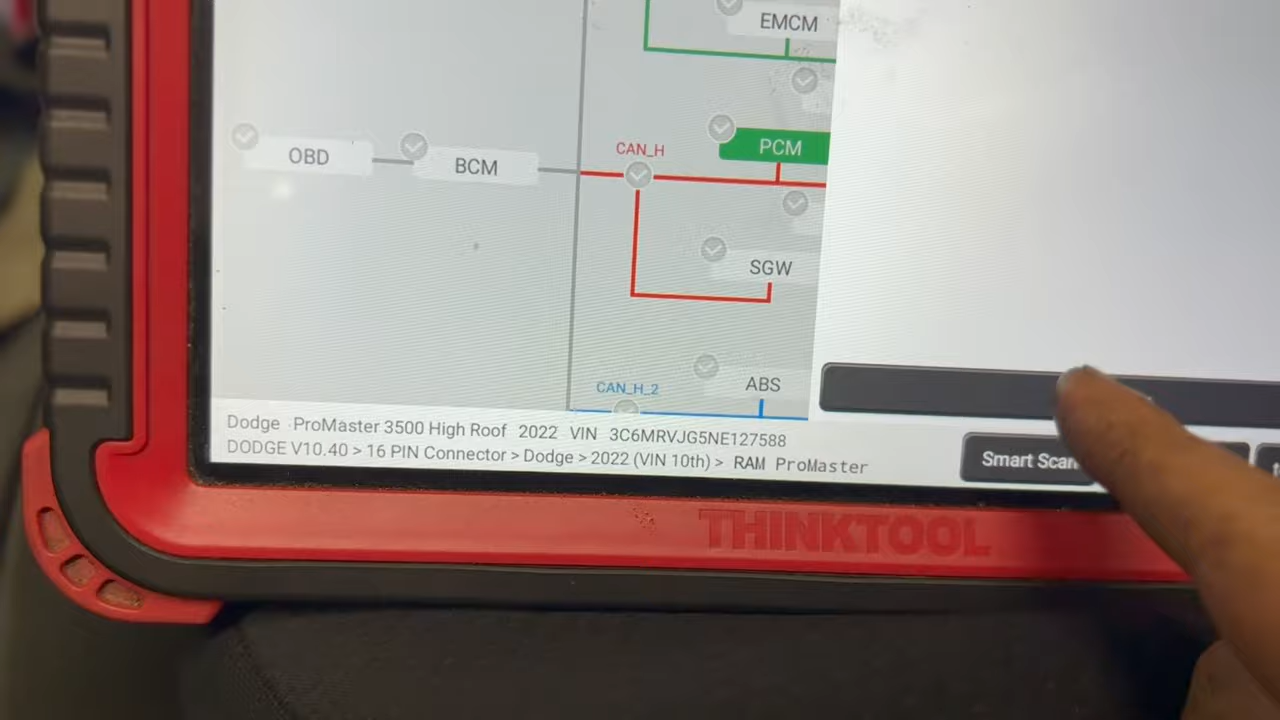 EMCM
OBD
BCM
CAN_H
PCM
SGW
CAN_H_2
ABS
Dodge ProMaster 3500 High Roof 2022 VIN 3C6MRVJG5NE127588
DODGE V10.40 > 16 PIN Connector > Dodge > 2022 (VIN 10th) > RAM ProMaster
Smart Scan
THINKTOOL